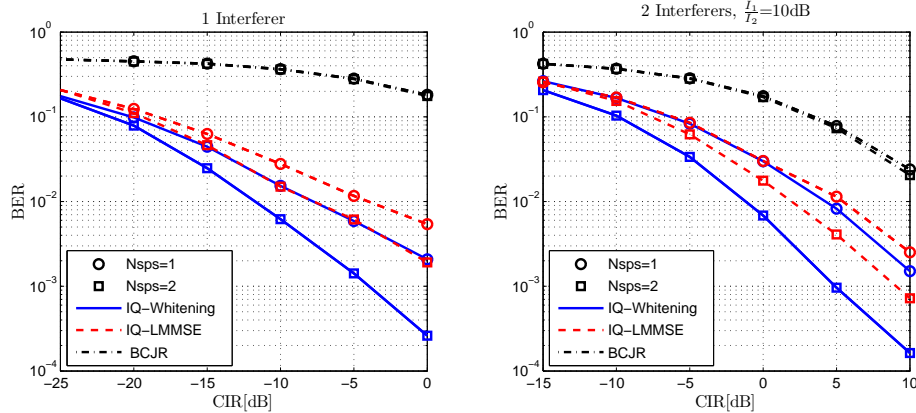 1 Interferer
10^0
10^−1
10^−2
10^−3
10^−4
BER
Nsps=1
Nsps=2
IQ−Whitening
IQ−LMMSE
BCJR
−25 −20 −15 −10 −5 0
CIR[dB]
2 Interferers, I_1/I_2=10dB
10^0
10^−1
10^−2
10^−3
10^−4
BER
Nsps=1
Nsps=2
IQ−Whitening
IQ−LMMSE
BCJR
−15 −10 −5 0 5 10
CIR[dB]